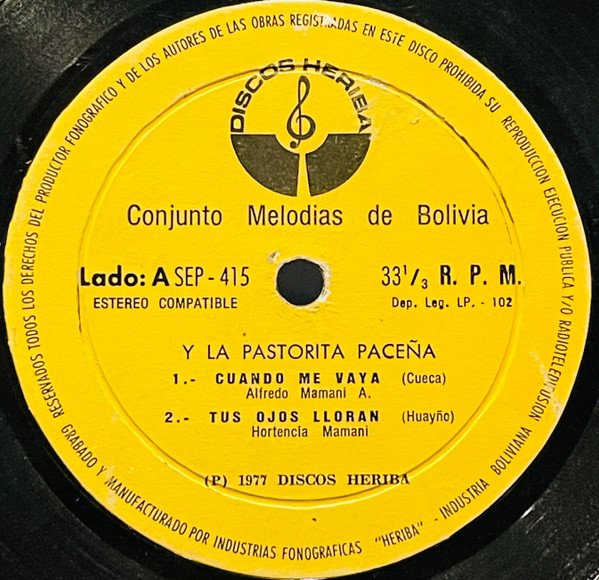 RESERVADOS TODOS LOS DERECHOS DEL PRODUCTOR FONOGRAFICO Y DE LOS AUTORES DE LAS OBRAS REGISTRADAS EN ESTE DISCO PROHIBIDA SU REPRODUCCION EJECUCION PUBLICA Y/O RADIOTELEDIFUSION
DISCOS HERIBA
Conjunto Melodias de Bolivia
Lado: A SEP - 415
33 1/3 R. P. M.
ESTEREO COMPATIBLE
Dep. Leg. LP. - 102
Y LA PASTORITA PACEÑA
1.- CUANDO ME VAYA (Cueca)
Alfredo Mamani A.
2.- TUS OJOS LLORAN (Huayño)
Hortencia Mamani
(P) 1977 DISCOS HERIBA
GRABADO Y MANUFACTURADO POR INDUSTRIAS FONOGRAFICAS "HERIBA" - INDUSTRIA BOLIVIANA